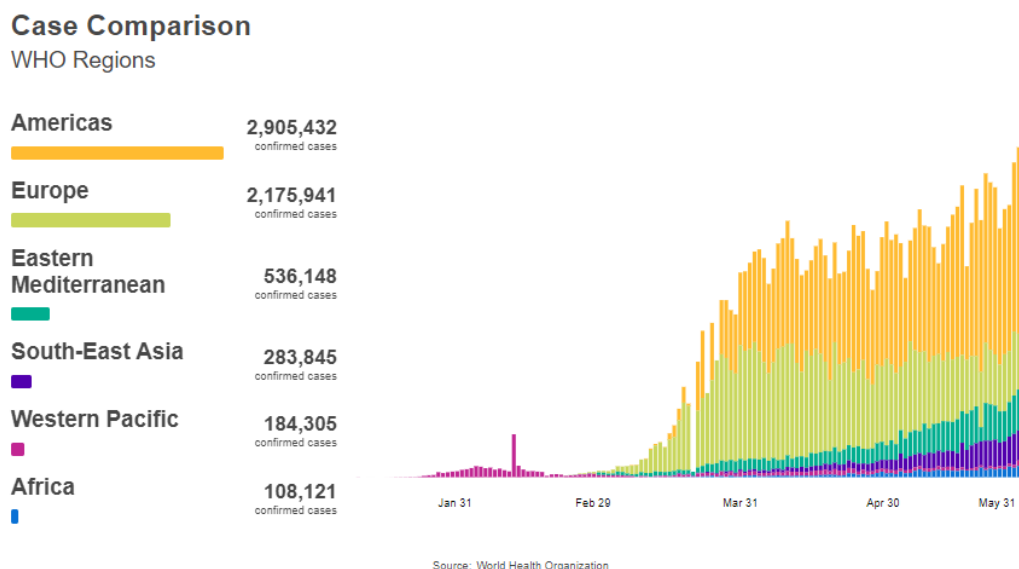 Case Comparison
WHO Regions
Americas
2,905,432
confirmed cases
Europe
2,175,941
confirmed cases
Eastern
Mediterranean
536,148
confirmed cases
South-East Asia
283,845
confirmed cases
Western Pacific
184,305
confirmed cases
Africa
108,121
confirmed cases
Jan 31
Feb 29
Mar 31
Apr 30
May 31
Source: World Health Organization